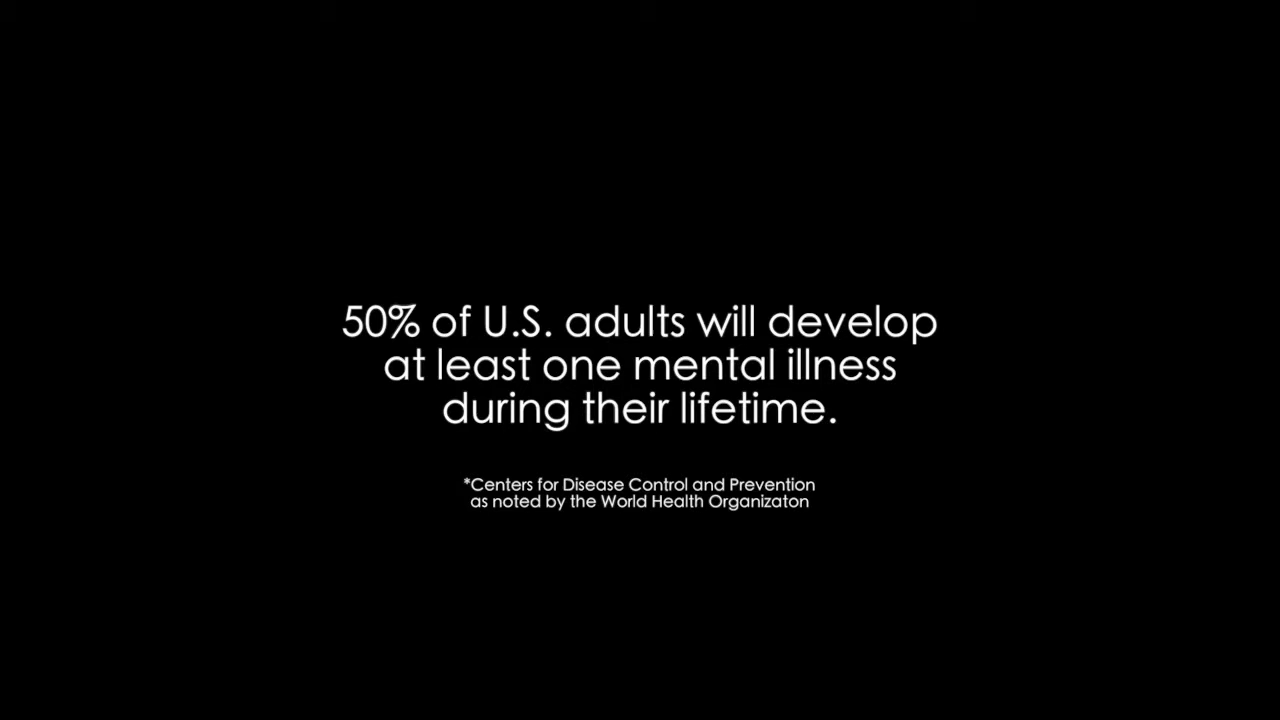 50% of U.S. adults will develop
at least one mental illness
during their lifetime.
*Centers for Disease Control and Prevention
as noted by the World Health Organizaton